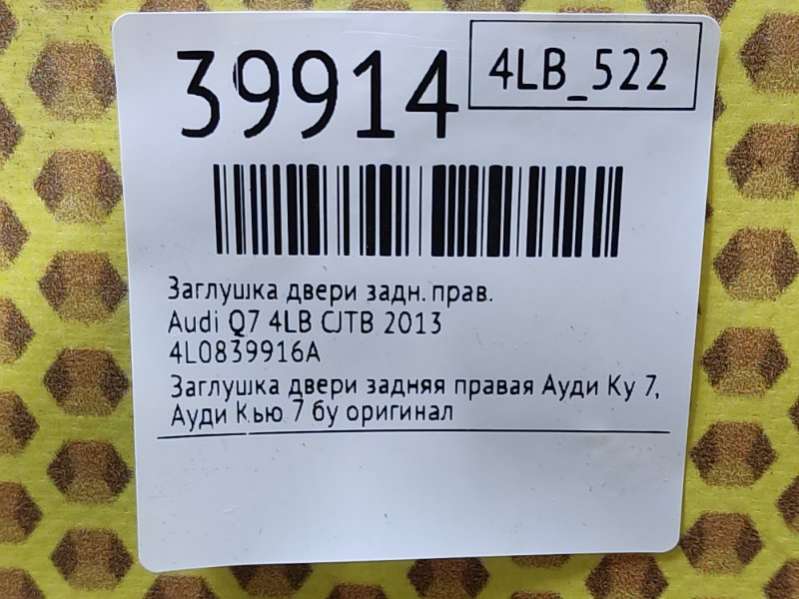 39914
4LB_522
Заглушка двери задн. прав.
Audi Q7 4LB CJTB 2013
4L0839916A
Заглушка двери задняя правая Ауди Ку 7,
Ауди Кью 7 бу оригинал